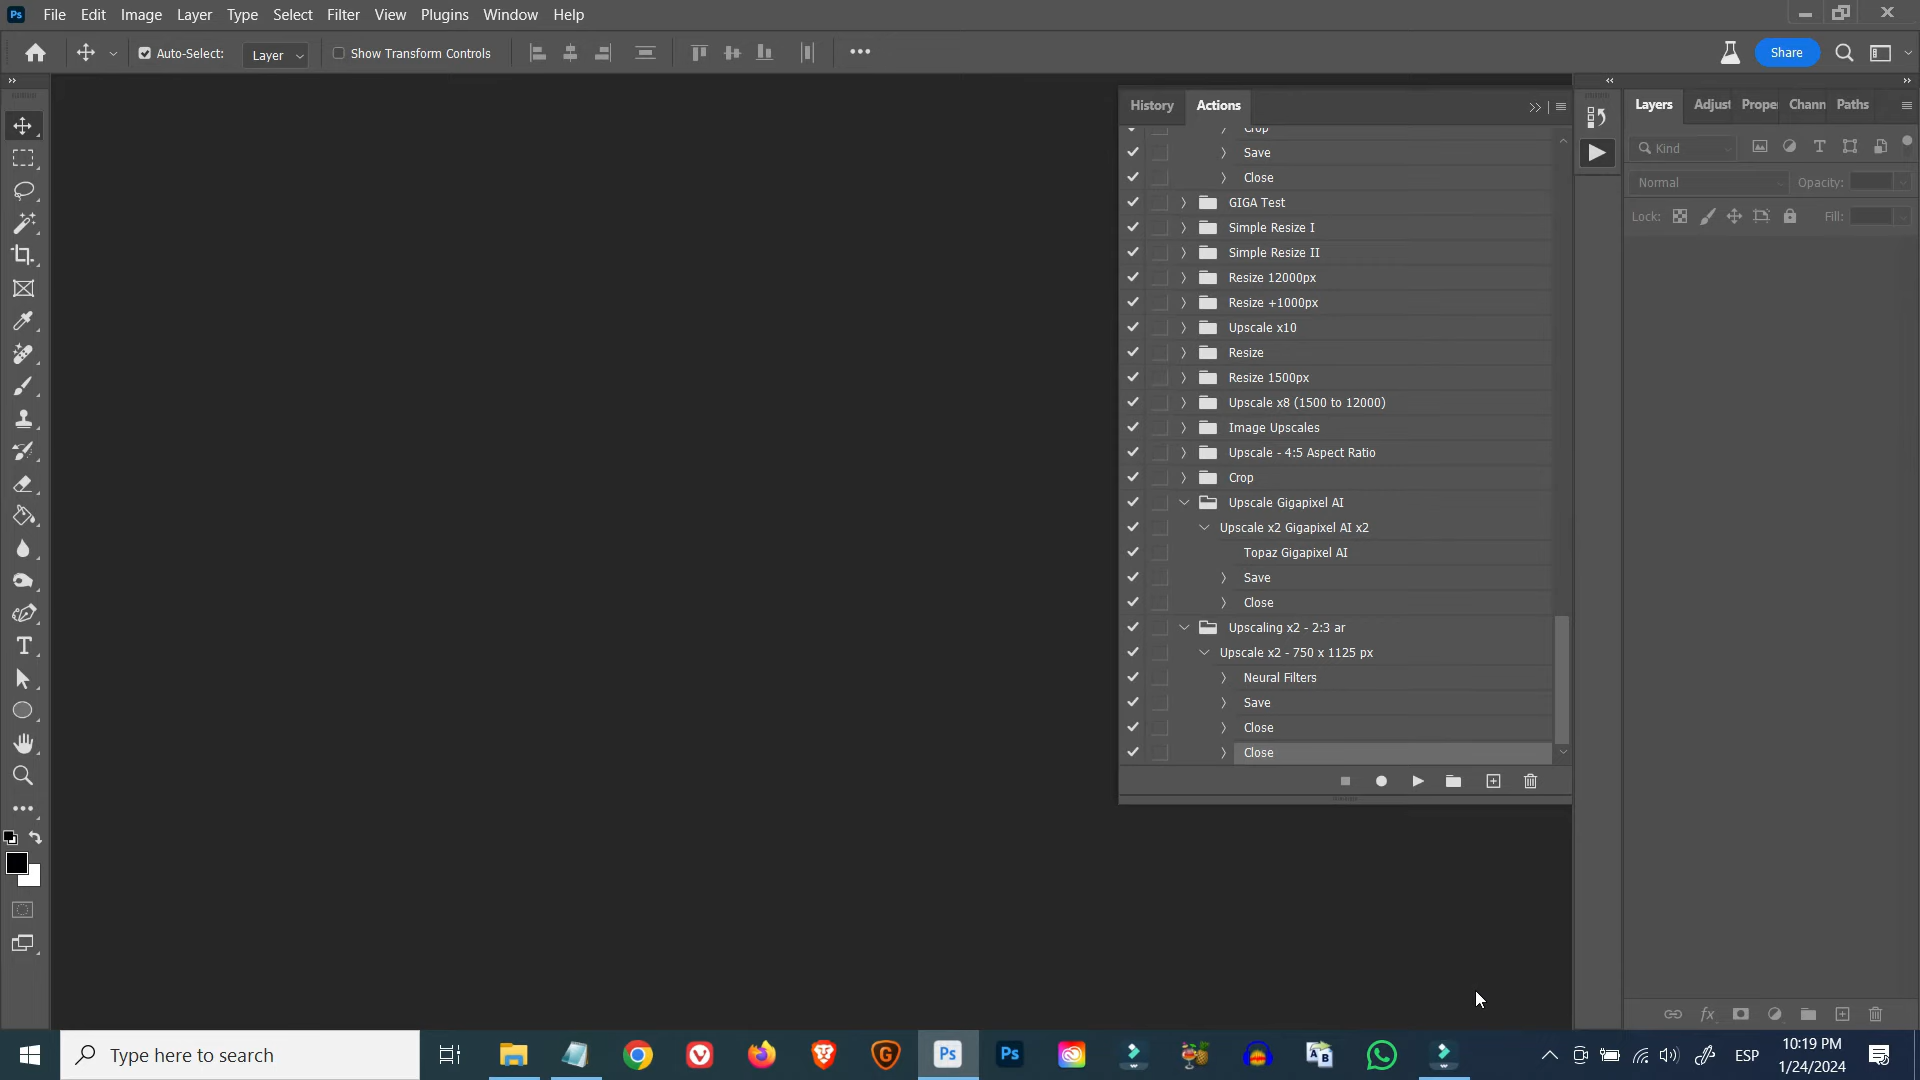 Ps File Edit Image Layer Type Select Filter View Plugins Window Help
Auto-Select: Layer Show Transform Controls ••• Share
History Actions
Layers Adjust Prope Chann Paths
Crop
Save
Kind
Close
Normal Opacity:
GIGA Test
Lock: Fill:
Simple Resize I
Simple Resize II
Resize 12000px
Resize +1000px
Upscale x10
Resize
Resize 1500px
Upscale x8 (1500 to 12000)
Image Upscales
Upscale - 4:5 Aspect Ratio
Crop
Upscale Gigapixel AI
Upscale x2 Gigapixel AI x2
Topaz Gigapixel AI
Save
Close
Upscaling x2 - 2:3 ar
Upscale x2 - 750 x 1125 px
Neural Filters
Save
Close
Close
fx
Type here to search
Ps Ps
ESP
10:19 PM
1/24/2024